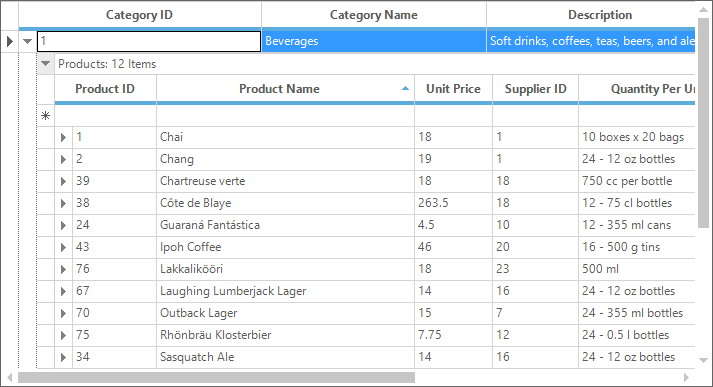 Category ID Category Name Description
1 Beverages Soft drinks, coffees, teas, beers, and ale
Products: 12 Items
Product ID Product Name Unit Price Supplier ID Quantity Per Un
1 Chai 18 1 10 boxes x 20 bags
2 Chang 19 1 24 - 12 oz bottles
39 Chartreuse verte 18 18 750 cc per bottle
38 Côte de Blaye 263.5 18 12 - 75 cl bottles
24 Guaraná Fantástica 4.5 10 12 - 355 ml cans
43 Ipoh Coffee 46 20 16 - 500 g tins
76 Lakkalikööri 18 23 500 ml
67 Laughing Lumberjack Lager 14 16 24 - 12 oz bottles
70 Outback Lager 15 7 24 - 355 ml bottles
75 Rhönbräu Klosterbier 7.75 12 24 - 0.5 l bottles
34 Sasquatch Ale 14 16 24 - 12 oz bottles